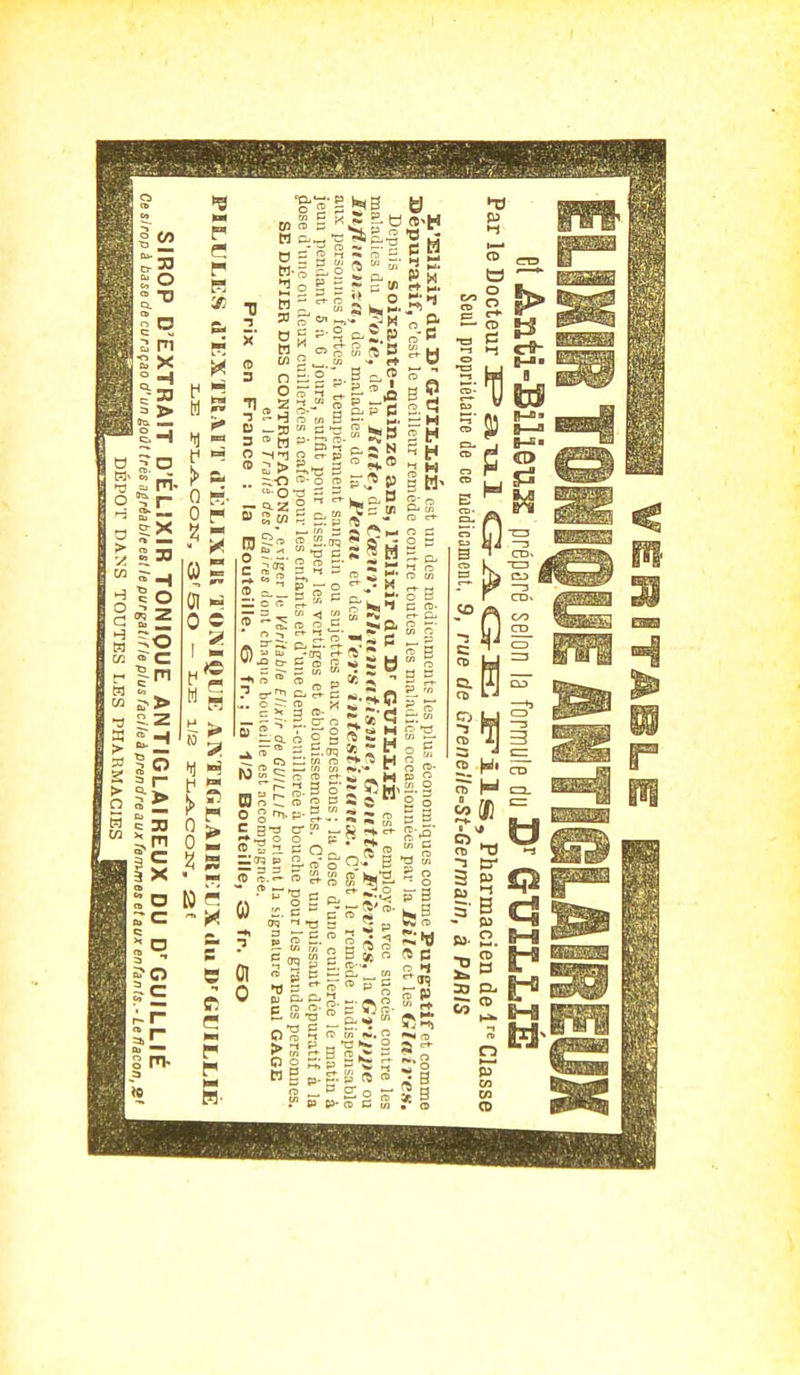 VÉRITABLE
ÉLIXIR TONIQUE ANTIGLAIREUX
et Anti-Bilieux préparé selon la formule du Dr GUILLIÉ
Par le Docteur Paul GAGE Fils, Pharmacien de 1re Classe
Seul propriétaire de ce médicament, 9, rue de Grenelle-St-Germain, à PARIS
L'Elixir du Dr GUILLIÉ est un des médicaments les plus économiques comme Purgatif et comme
Dépuratif, c'est le meilleur remède contre toutes les maladies occasionnées par la Bile et les Glaires.
Depuis soixante-quinze ans, l'Elixir du Dr GUILLIÉ est employé avec succès contre les
maladies du Foie, de la Rate, du Cœur, Rhumatisme, Goutte, Fièvres, la Grippe ou
Influenza, des maladies de la Peau et des Vers intestinaux. C'est le remède indispensable
aux personnes fortes, à tempérament sanguin ou sujettes aux congestions; la dose d'une cuillerée le matin à
jeun pendant 5 à 6 jours, suffit pour dissiper les vertiges et éblouissements. C'est un puissant dépuratif à la
dose d'une ou deux cuillerées à café pour les enfants et d'une demi-cuillerée à bouche pour les grandes personnes.
SE DÉFIER DES CONTREFAÇONS, exiger le Véritable Elixir de GUILLIÉ portant la signature Paul GAGE
et le Traité des Glaires dont chaque bouteille est accompagnée.
Prix en France : la Bouteille, 6 fr.; la 1/2 Bouteille, 3 fr. 50
PILULES d'EXTRAIT d'ELIXIR TONIQUE ANTIGLAIREUX du Dr GUILLIÉ
LE FLACON, 3f,50 — LE 1/2 FLACON, 2f
SIROP D'EXTRAIT D'ÉLIXIR TONIQUE ANTIGLAIREUX DU Dr GUILLIÉ
Ce sirop à base de curaçao d'un goût très agréable est le purgatif le plus facile à prendre aux femmes et aux enfants. - Le flacon, 2f
DÉPOT DANS TOUTES LES PHARMACIES